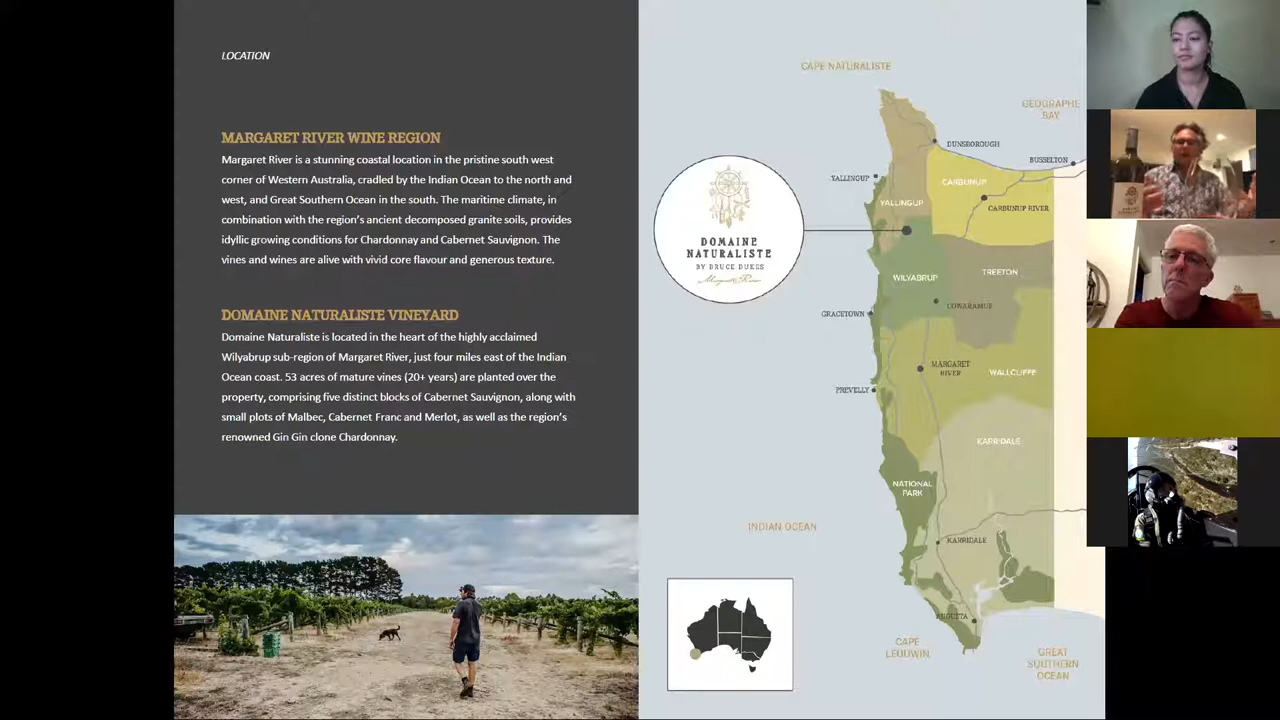 LOCATION
MARGARET RIVER WINE REGION
Margaret River is a stunning coastal location in the pristine south west
corner of Western Australia, cradled by the Indian Ocean to the north and
west, and Great Southern Ocean in the south. The maritime climate, in
combination with the region's ancient decomposed granite soils, provides
idyllic growing conditions for Chardonnay and Cabernet Sauvignon. The
vines and wines are alive with vivid core flavour and generous texture.
DOMAINE NATURALISTE VINEYARD
Domaine Naturaliste is located in the heart of the highly acclaimed
Wilyabrup sub-region of Margaret River, just four miles east of the Indian
Ocean coast. 53 acres of mature vines (20+ years) are planted over the
property, comprising five distinct blocks of Cabernet Sauvignon, along with
small plots of Malbec, Cabernet Franc and Merlot, as well as the region's
renowned Gin Gin clone Chardonnay.
CAPE NATURALISTE
GEOGRAPHE
BAY
DUNSBOROUGH
BUSSELTON
YALLINGUP
CARBUNUP
YALLINGUP
CARBUNUP RIVER
DOMAINE
NATURALISTE
BY BRUCE DUKES
Margaret River
WILYABRUP
TREETON
COWARAMUP
GRACETOWN
MARGARET
RIVER
WALLCLIFFE
PREVELLY
KARRIDALE
NATIONAL
PARK
INDIAN OCEAN
KARRIDALE
AUGUSTA
CAPE
LEEUWIN
GREAT
SOUTHERN
OCEAN